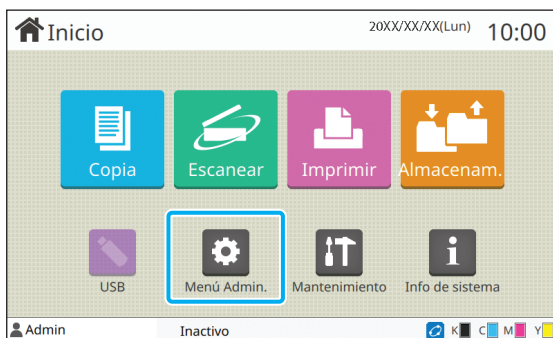 Inicio
20XX/XX/XX(Lun) 10:00
Copia Escanear Imprimir Almacenam.
USB Menú Admin. Mantenimiento Info de sistema
Admin Inactivo K C M Y